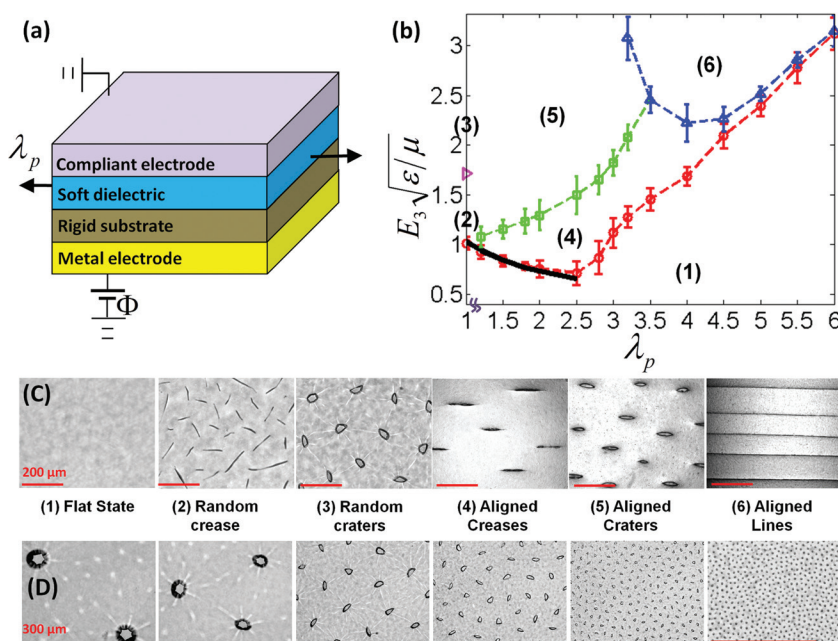 (a)
λp
Compliant electrode
Soft dielectric
Rigid substrate
Metal electrode
Φ
(b)
E₃√ε/μ
3
2.5
2
1.5
1
0.5
(1)
(2)
(3)
(4)
(5)
(6)
1 1.5 2 2.5 3 3.5 4 4.5 5 5.5 6
λp
(C)
200 μm
(1) Flat State
(2) Random crease
(3) Random craters
(4) Aligned Creases
(5) Aligned Craters
(6) Aligned Lines
(D)
300 μm